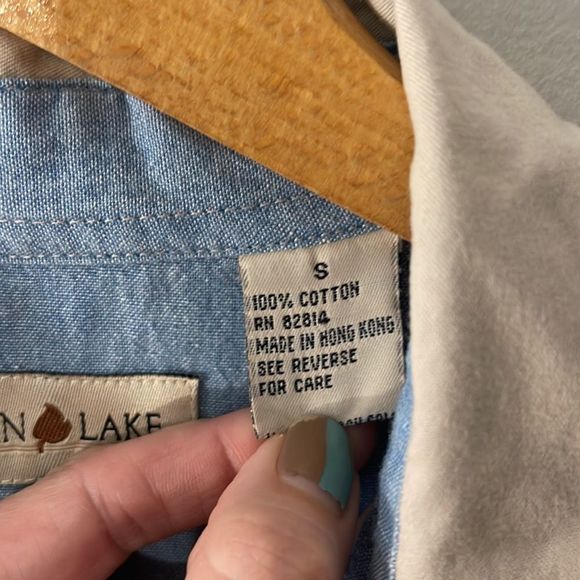 S
100% COTTON
RN 82814
MADE IN HONG KONG
SEE REVERSE
FOR CARE
N LAKE